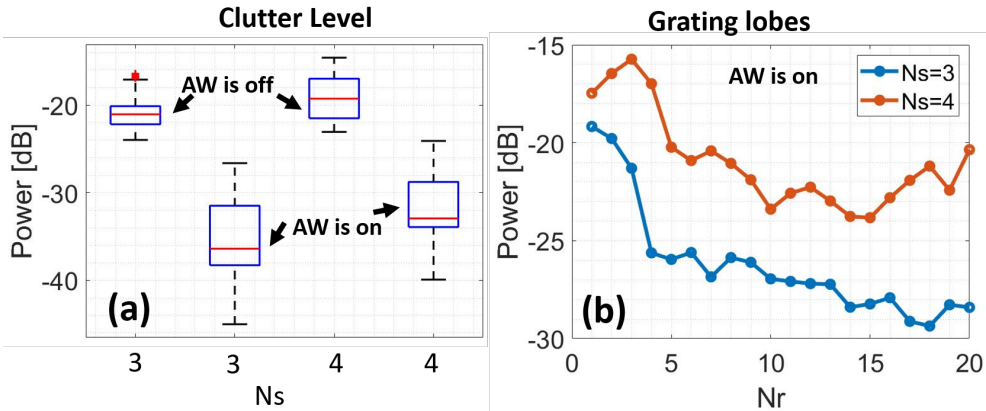 Clutter Level
Power [dB]
-20
-30
-40
AW is off
AW is on
(a)
3
3
4
4
Ns
Grating lobes
Power [dB]
-15
-20
-25
-30
AW is on
Ns=3
Ns=4
(b)
0
5
10
15
20
Nr